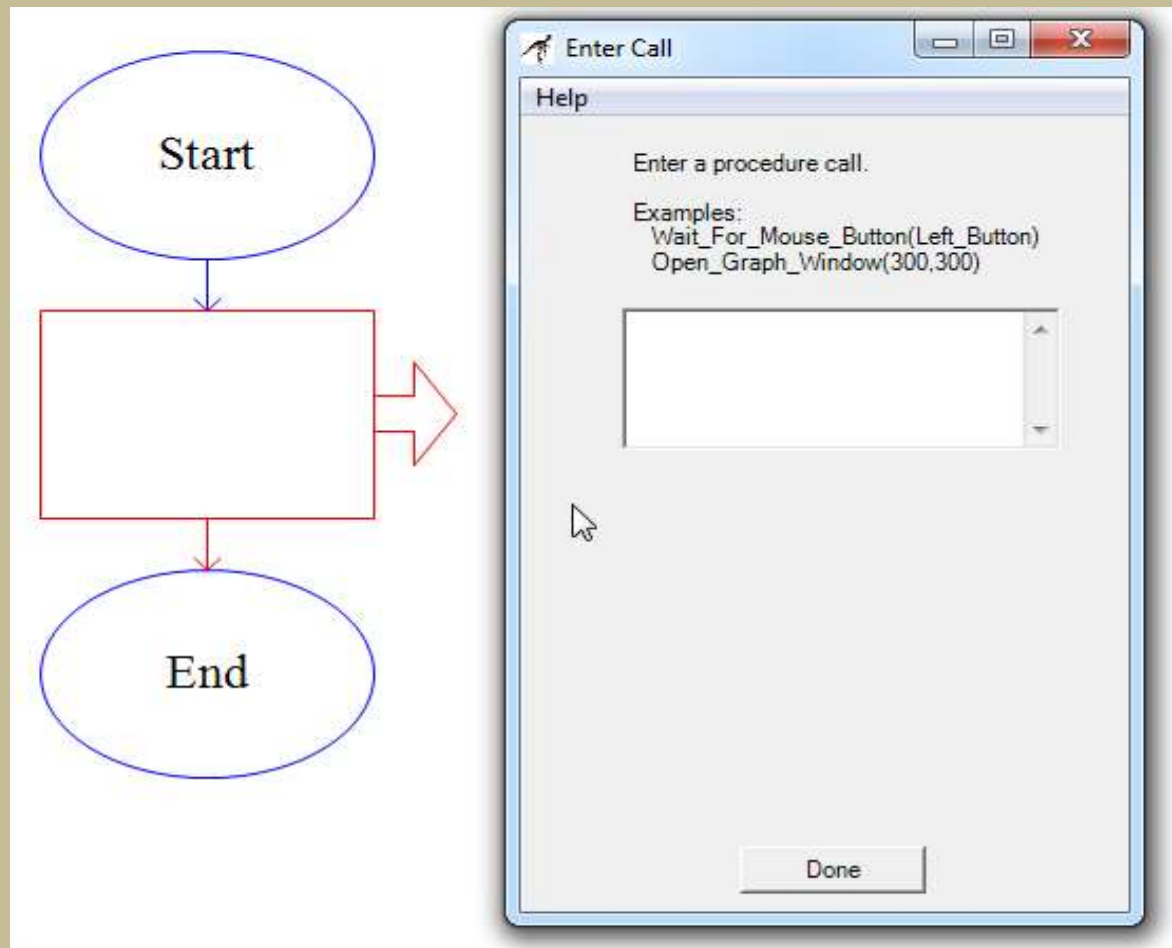 Start
End
Enter Call
Help
Enter a procedure call.
Examples:
Wait_For_Mouse_Button(Left_Button)
Open_Graph_Window(300,300)
Done